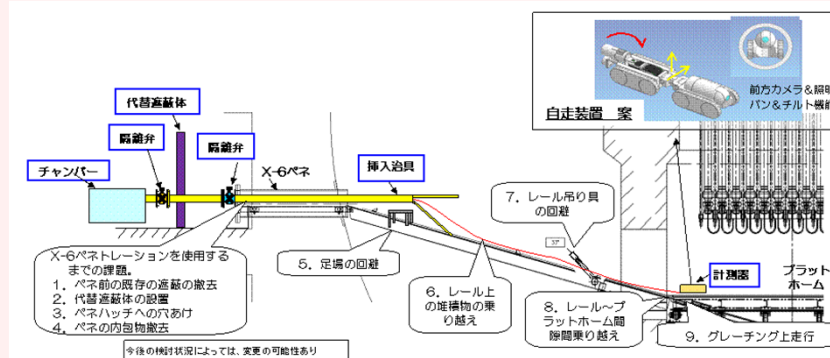 前方カメラ&照明
パン&チルト機能
自走装置 案
代替遮蔽体
隔離弁
隔離弁
チャンバー
X-6ペネ
挿入治具
7. レール吊り具
の回避
X-6ペネトレーションを使用する
までの課題。
1. ペネ前の既存の遮蔽の撤去
2. 代替遮蔽体の設置
3. ペネハッチへの穴あけ
4. ペネの内包物撤去
5. 足場の回避
6. レール上
の堆積物の乗
り越え
計測器
プラット
ホーム
8. レール~プ
ラットホーム間
隙間乗り越え
9. グレーチング上走行
今後の検討状況によっては、変更の可能性あり